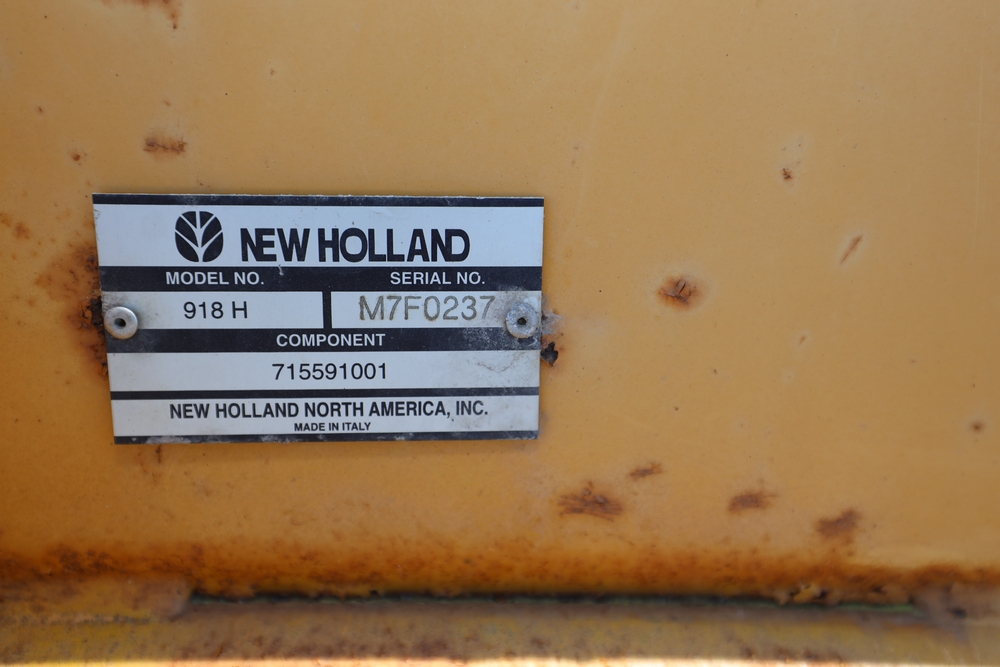 NEW HOLLAND
MODEL NO. SERIAL NO.
918 H M7F0237
COMPONENT
715591001
NEW HOLLAND NORTH AMERICA, INC.
MADE IN ITALY